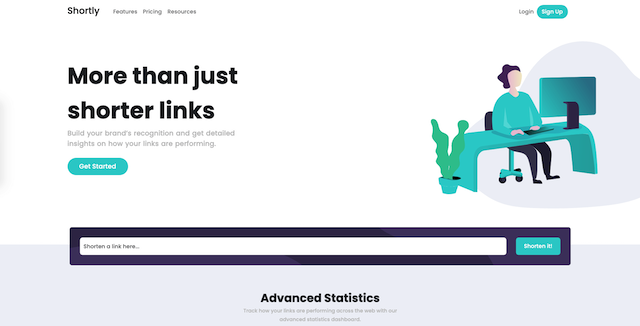 Shortly
Features Pricing Resources
Login Sign Up
More than just
shorter links
Build your brand's recognition and get detailed
insights on how your links are performing.
Get Started
Shorten a link here...
Shorten It!
Advanced Statistics
Track how your links are performing across the web with our
advanced statistics dashboard.